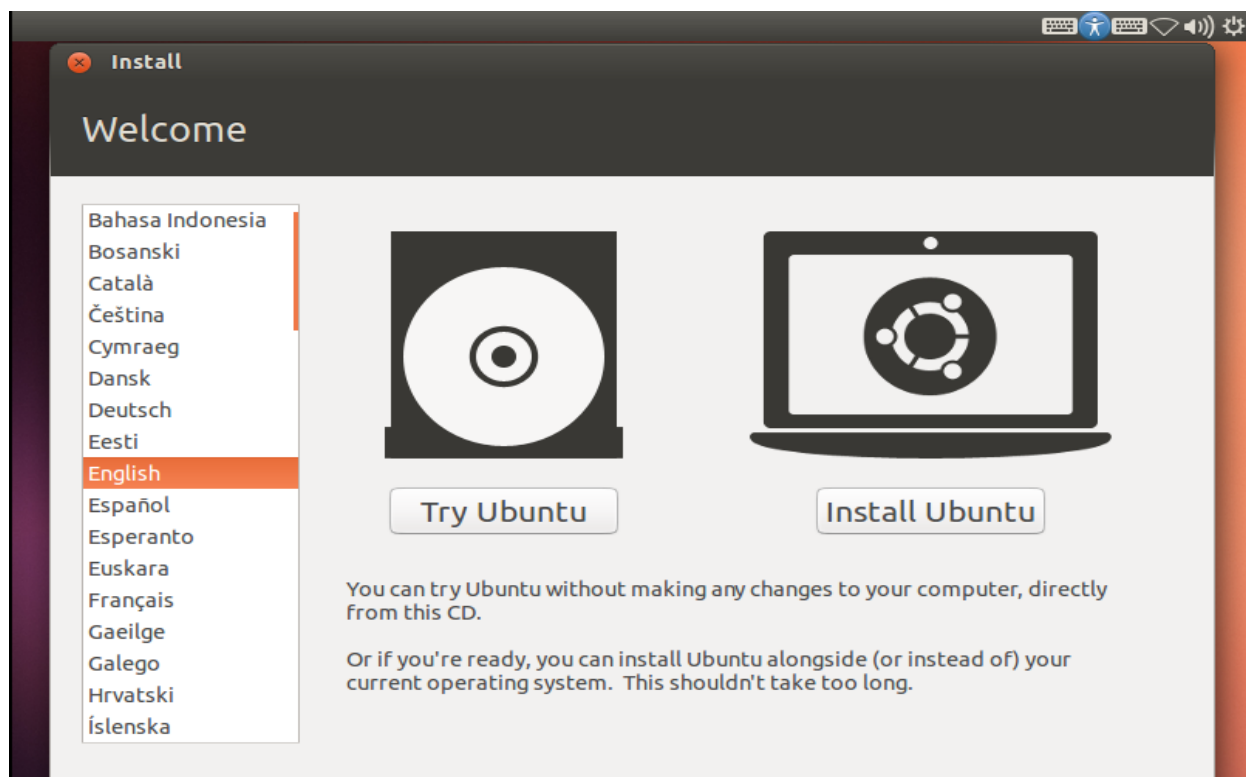 Install
Welcome
Bahasa Indonesia
Bosanski
Català
Čeština
Cymraeg
Dansk
Deutsch
Eesti
English
Español
Esperanto
Euskara
Français
Gaeilge
Galego
Hrvatski
Íslenska
Try Ubuntu
Install Ubuntu
You can try Ubuntu without making any changes to your computer, directly
from this CD.
Or if you're ready, you can install Ubuntu alongside (or instead of) your
current operating system.  This shouldn't take too long.